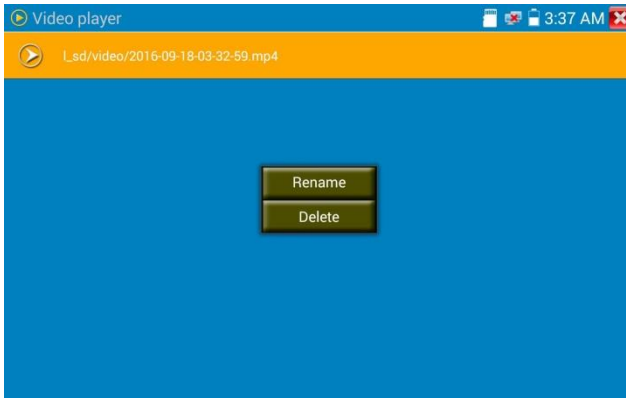 Video player
3:37 AM
l_sd/video/2016-09-18-03-32-59.mp4
Rename
Delete